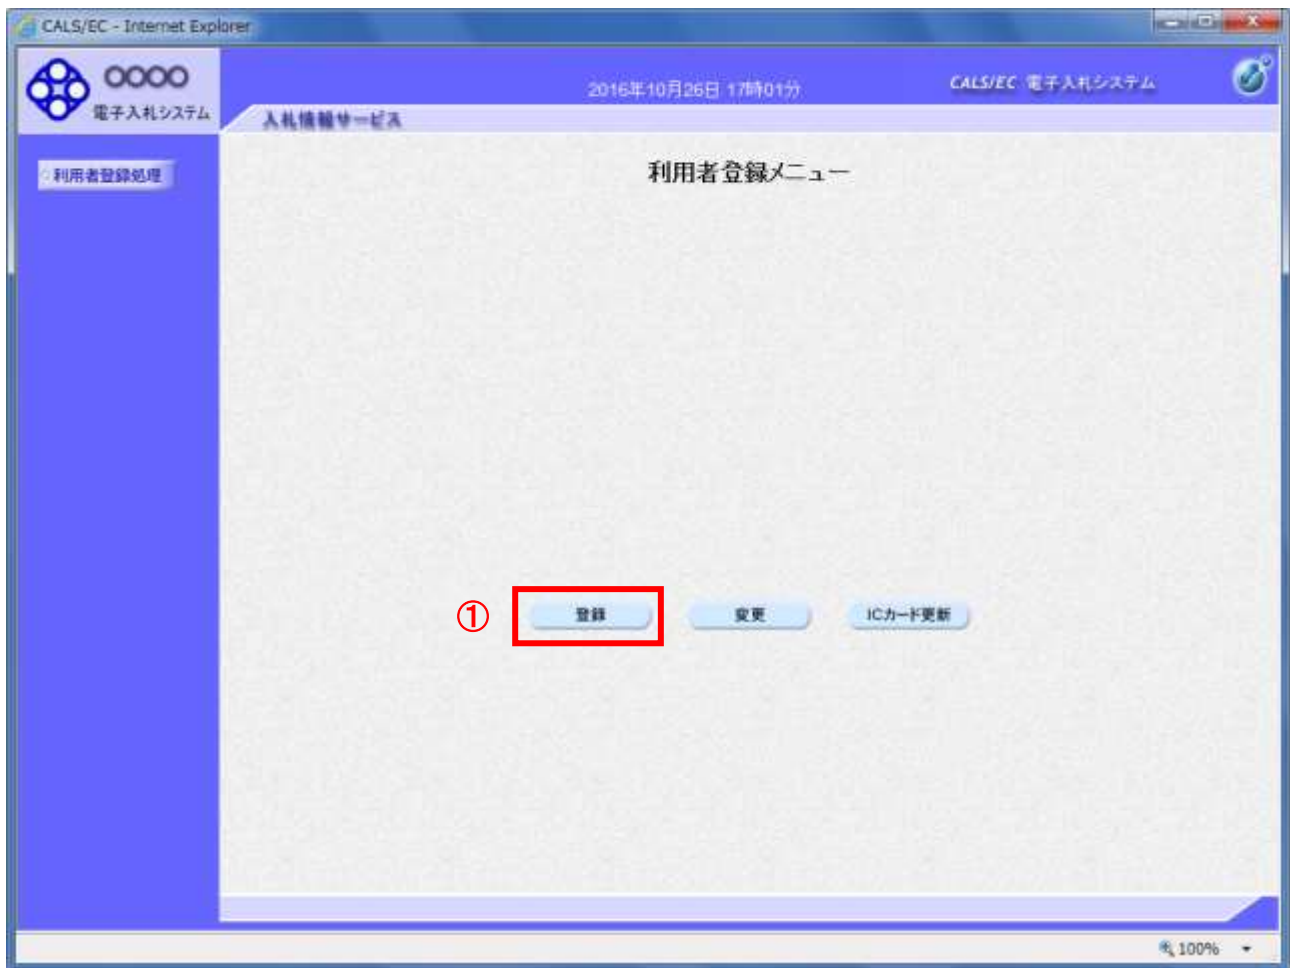 CALS/EC - Internet Explorer
○○○○
電子入札システム
2016年10月26日 17時01分
CALS/EC 電子入札システム
入札情報サービス
利用者登録処理
利用者登録メニュー
① 登録 変更 ICカード更新
100%